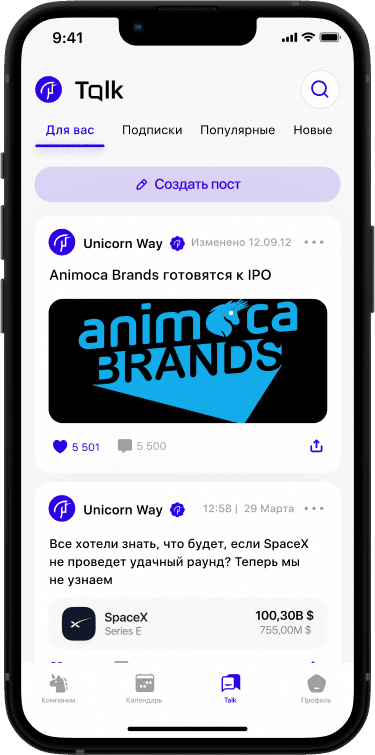 9:41
Talk
Для вас Подписки Популярные Новые
Создать пост
Unicorn Way Изменено 12.09.12
Animoca Brands готовятся к IPO
animoca
BRANDS
5 501 5 500
Unicorn Way 12:58 | 29 Марта
Все хотели знать, что будет, если SpaceX
не проведет удачный раунд? Теперь мы
не узнаем
SpaceX 100,30B $
Series E 755,00M $
Компании Календарь Talk Профиль